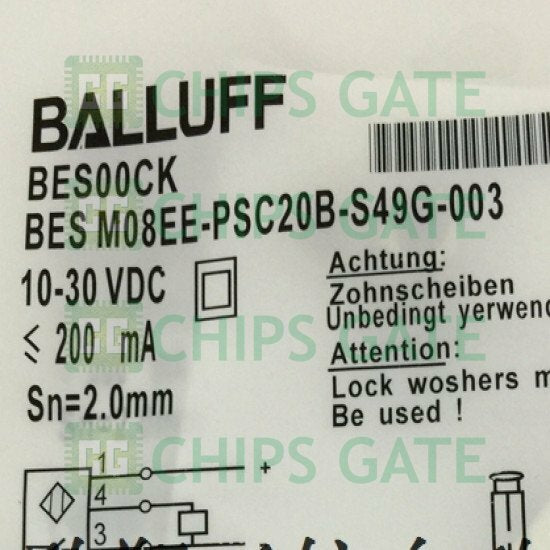 CHIPS GATE
BALLUFF
BES00CK
BES M08EE-PSC20B-S49G-003
10-30 VDC
≤ 200 mA
Sn=2.0mm
Achtung:
Zohnscheiben
Unbedingt yerwend
Attention:
Lock woshers m
Be used !
CHIPS GATE
CHIPS GATE
CHIPS GATE
1
+
4
3